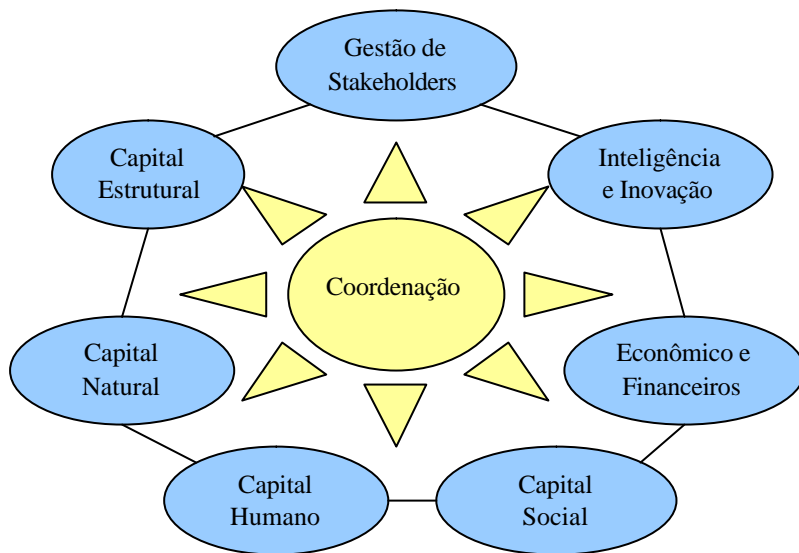 Gestão de
Stakeholders
Capital
Estrutural
Inteligência
e Inovação
Coordenação
Capital
Natural
Econômico e
Financeiros
Capital
Humano
Capital
Social